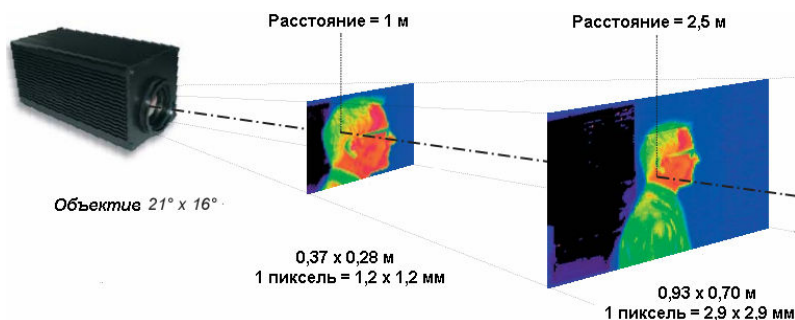 Расстояние = 1 м
Расстояние = 2,5 м
Объектив 21° x 16°
0,37 x 0,28 м
1 пиксель = 1,2 x 1,2 мм
0,93 x 0,70 м
1 пиксель = 2,9 x 2,9 мм